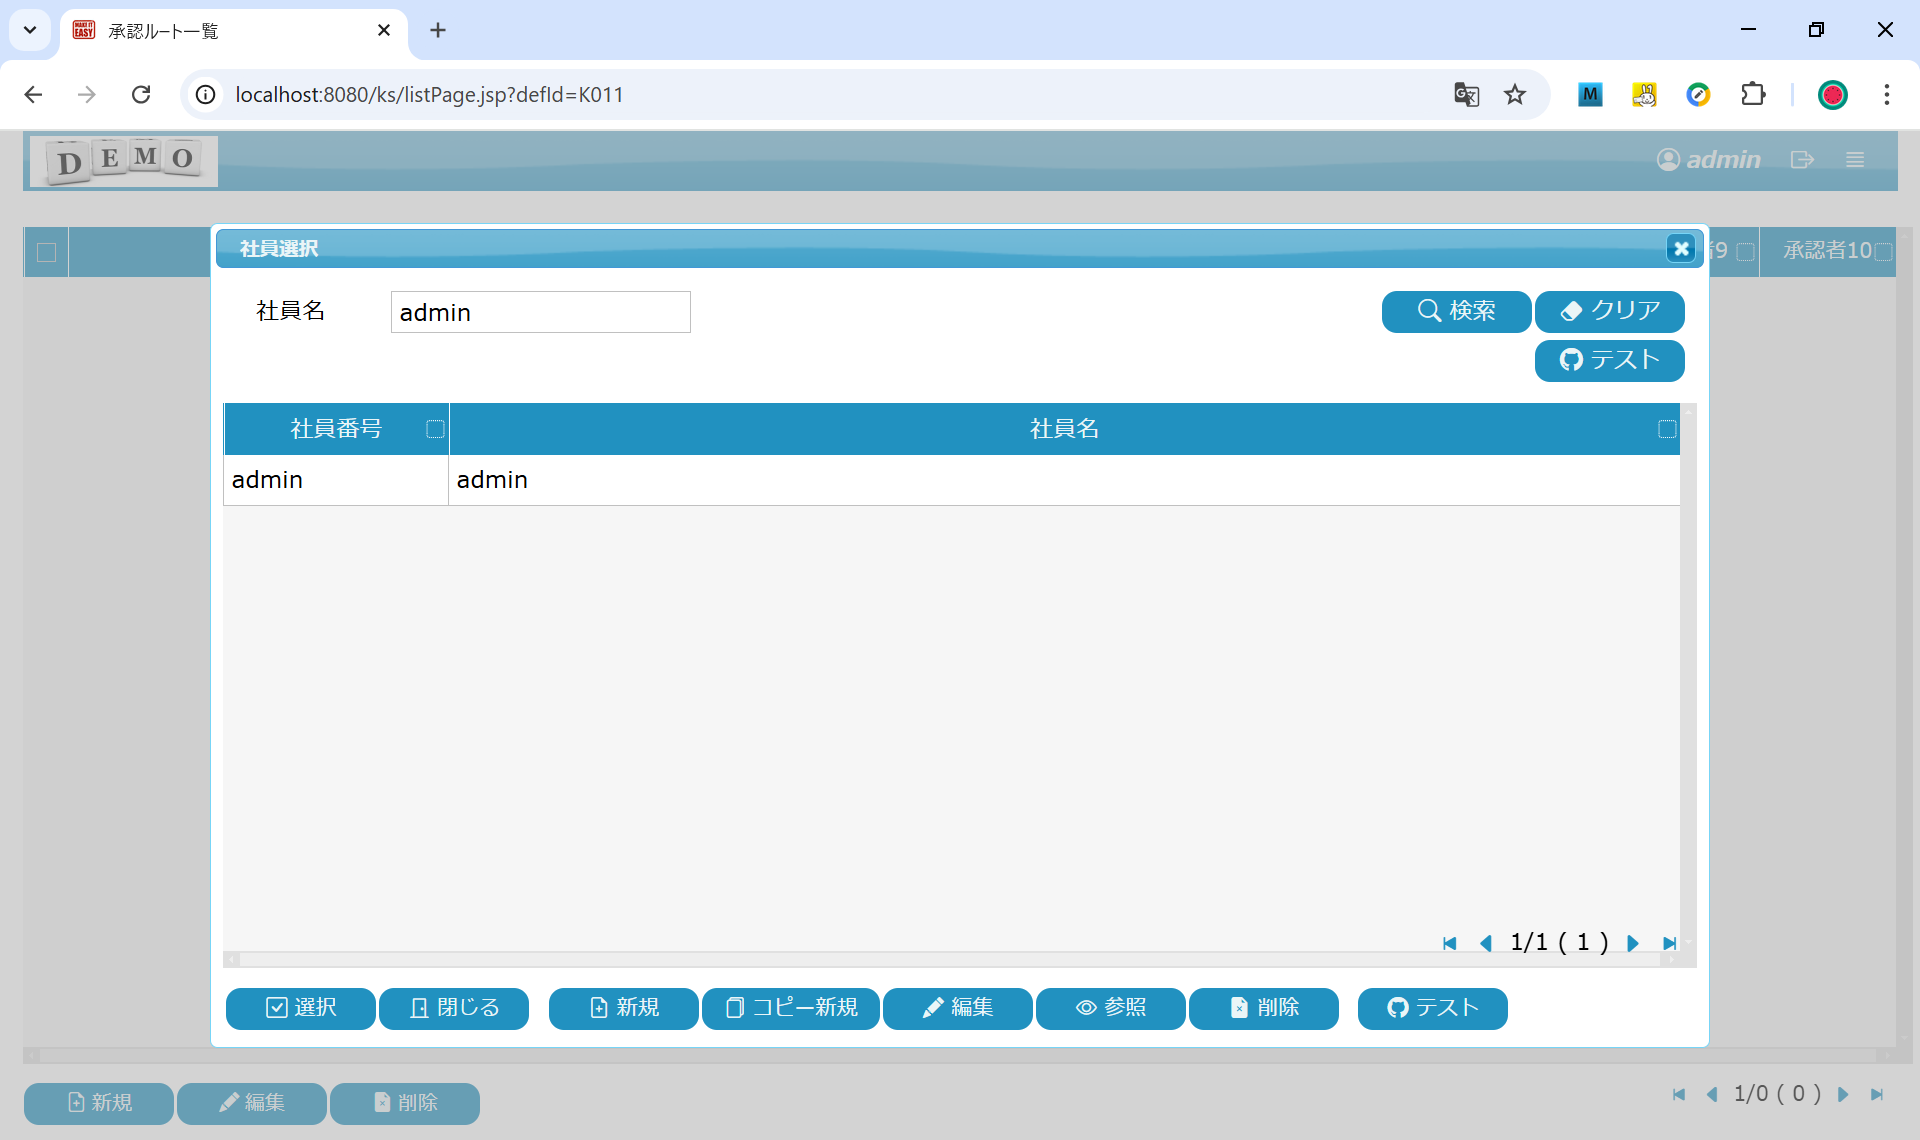 承認ルート一覧
localhost:8080/ks/listPage.jsp?defId=K011
DEMO
admin
社員選択
者9
承認者10
社員名 admin
検索
クリア
テスト
社員番号 社員名
admin admin
1/1 ( 1 )
選択 閉じる 新規 コピー新規 編集 参照 削除 テスト
新規 編集 削除
1/0 ( 0 )